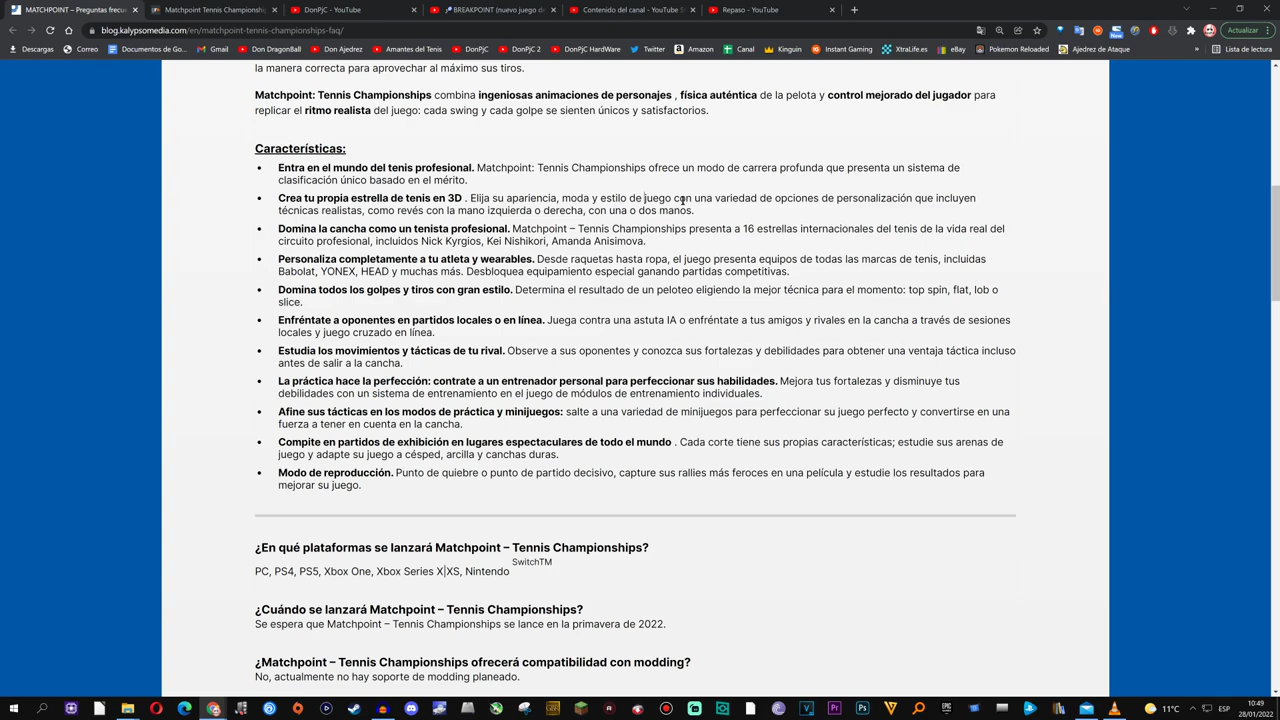 MATCHPOINT – Preguntas frecue
Matchpoint Tennis Championship
DonPjC - YouTube
BREAKPOINT (nuevo juego de
Contenido del canal - YouTube S
Repaso - YouTube
blog.kalypsomedia.com/en/matchpoint-tennis-championships-faq/
Actualizar
Descargas Correo Documentos de Go... Gmail Don DragonBall Don Ajedrez Amantes del Tenis DonPjC DonPjC 2 DonPjC HardWare Twitter Amazon Canal Kinguin Instant Gaming XtraLife.es eBay Pokemon Reloaded Ajedrez de Ataque Lista de lectura
la manera correcta para aprovechar al máximo sus tiros.
Matchpoint: Tennis Championships combina ingeniosas animaciones de personajes , física auténtica de la pelota y control mejorado del jugador para
replicar el ritmo realista del juego: cada swing y cada golpe se sienten únicos y satisfactorios.
Características:
• Entra en el mundo del tenis profesional. Matchpoint: Tennis Championships ofrece un modo de carrera profunda que presenta un sistema de
clasificación único basado en el mérito.
• Crea tu propia estrella de tenis en 3D . Elija su apariencia, moda y estilo de juego con una variedad de opciones de personalización que incluyen
técnicas realistas, como revés con la mano izquierda o derecha, con una o dos manos.
• Domina la cancha como un tenista profesional. Matchpoint – Tennis Championships presenta a 16 estrellas internacionales del tenis de la vida real del
circuito profesional, incluidos Nick Kyrgios, Kei Nishikori, Amanda Anisimova.
• Personaliza completamente a tu atleta y wearables. Desde raquetas hasta ropa, el juego presenta equipos de todas las marcas de tenis, incluidas
Babolat, YONEX, HEAD y muchas más. Desbloquea equipamiento especial ganando partidas competitivas.
• Domina todos los golpes y tiros con gran estilo. Determina el resultado de un peloteo eligiendo la mejor técnica para el momento: top spin, flat, lob o
slice.
• Enfréntate a oponentes en partidos locales o en línea. Juega contra una astuta IA o enfréntate a tus amigos y rivales en la cancha a través de sesiones
locales y juego cruzado en línea.
• Estudia los movimientos y tácticas de tu rival. Observe a sus oponentes y conozca sus fortalezas y debilidades para obtener una ventaja táctica incluso
antes de salir a la cancha.
• La práctica hace la perfección: contrate a un entrenador personal para perfeccionar sus habilidades. Mejora tus fortalezas y disminuye tus
debilidades con un sistema de entrenamiento en el juego de módulos de entrenamiento individuales.
• Afine sus tácticas en los modos de práctica y minijuegos: salte a una variedad de minijuegos para perfeccionar su juego perfecto y convertirse en una
fuerza a tener en cuenta en la cancha.
• Compite en partidos de exhibición en lugares espectaculares de todo el mundo . Cada corte tiene sus propias características; estudie sus arenas de
juego y adapte su juego a césped, arcilla y canchas duras.
• Modo de reproducción. Punto de quiebre o punto de partido decisivo, capture sus rallies más feroces en una película y estudie los resultados para
mejorar su juego.
¿En qué plataformas se lanzará Matchpoint – Tennis Championships?
SwitchTM
PC, PS4, PS5, Xbox One, Xbox Series X|XS, Nintendo
¿Cuándo se lanzará Matchpoint – Tennis Championships?
Se espera que Matchpoint – Tennis Championships se lance en la primavera de 2022.
¿Matchpoint – Tennis Championships ofrecerá compatibilidad con modding?
No, actualmente no hay soporte de modding planeado.
11°C ESP 10:49
28/01/2022